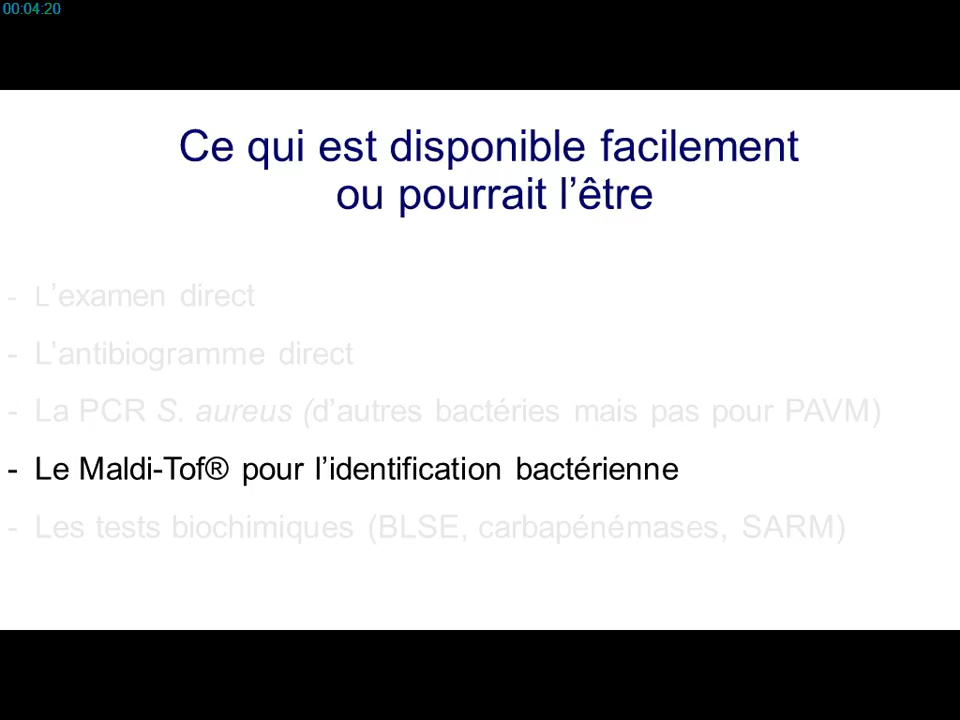 00:04:20
Ce qui est disponible facilement
ou pourrait l’être
- L’examen direct
- L’antibiogramme direct
- La PCR S. aureus (d’autres bactéries mais pas pour PAVM)
- Le Maldi-Tof® pour l’identification bactérienne
- Les tests biochimiques (BLSE, carbapénémases, SARM)